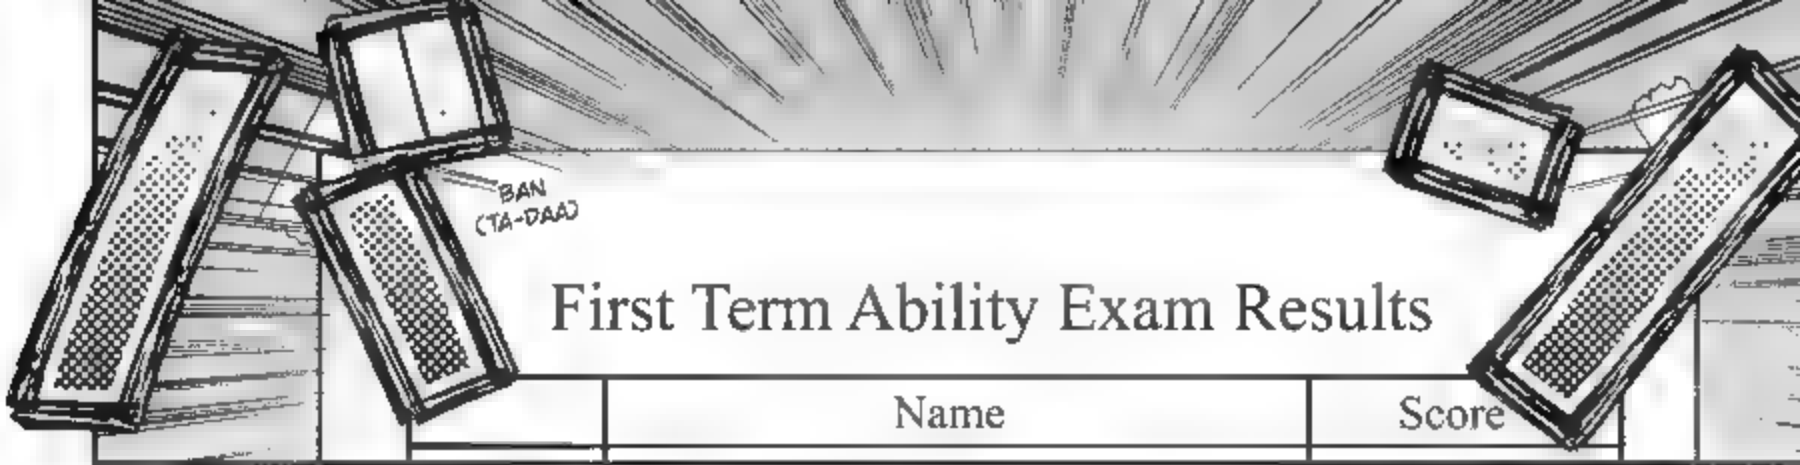 BAN
(TA-DAA)
First Term Ability Exam Results
Name
Score